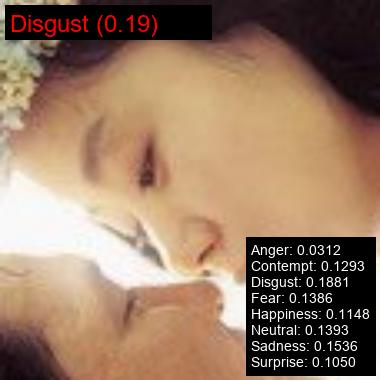 Disgust (0.19)
Anger: 0.0312
Contempt: 0.1293
Disgust: 0.1881
Fear: 0.1386
Happiness: 0.1148
Neutral: 0.1393
Sadness: 0.1536
Surprise: 0.1050